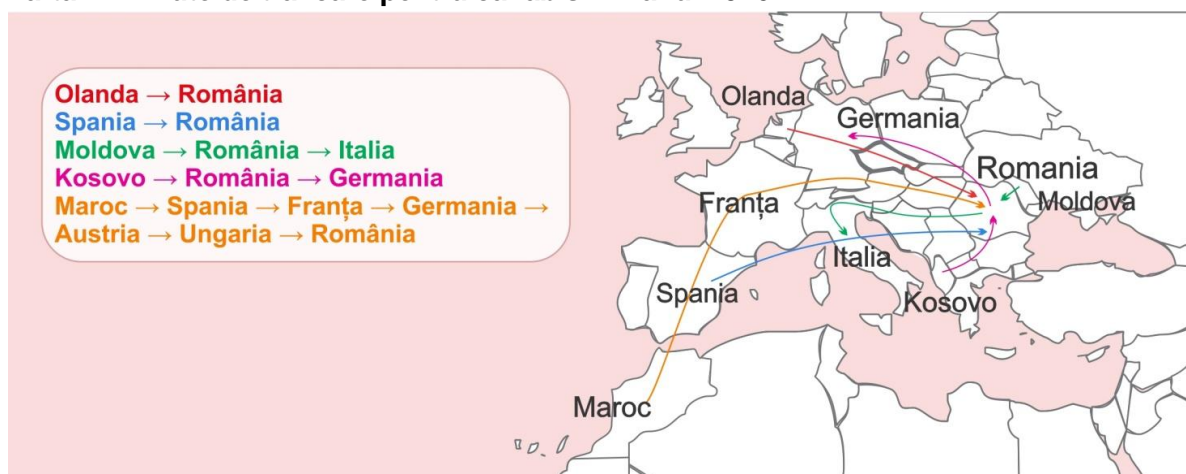 Olanda → România
Spania → România
Moldova → România → Italia
Kosovo → România → Germania
Maroc → Spania → Franța → Germania →
Austria → Ungaria → România
Olanda
Germania
Romania
Moldova
Franța
Italia
Spania
Kosovo
Maroc